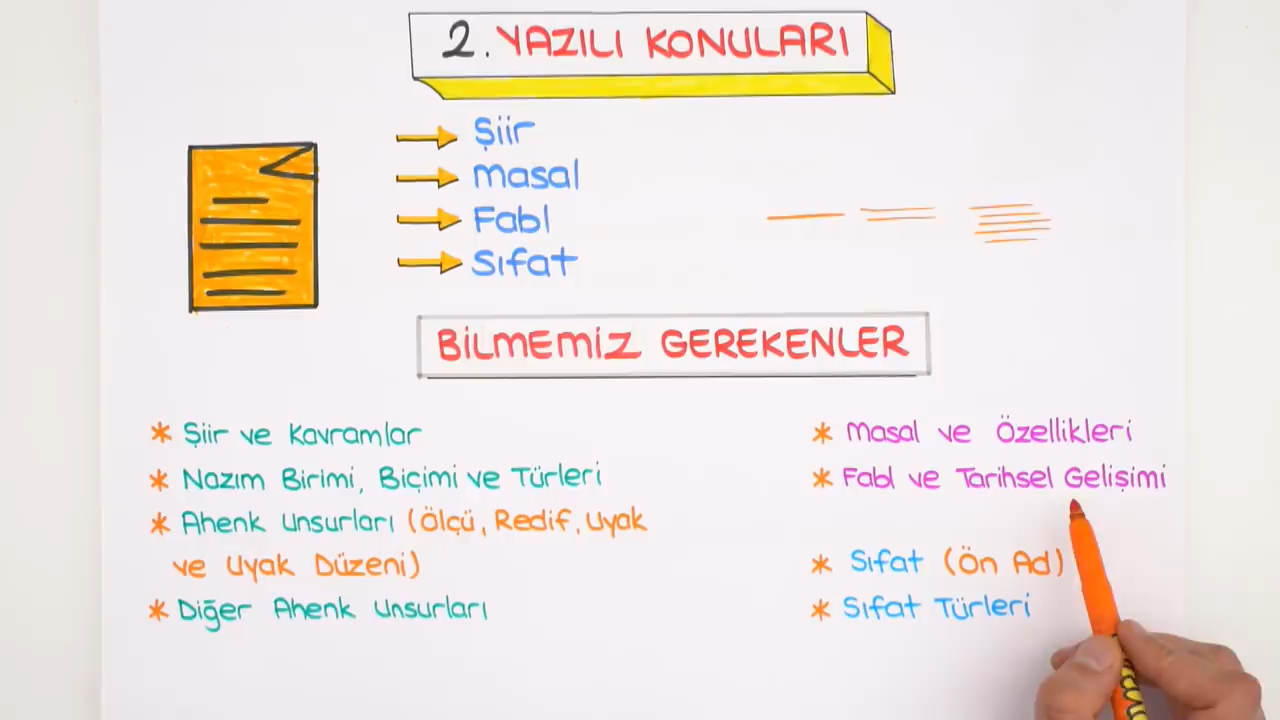 2. YAZILI KONULARI
Şiir
Masal
Fabl
Sıfat
BİLMEMİZ GEREKENLER
* Şiir ve Kavramlar
* Nazım Birimi, Biçimi ve Türleri
* Ahenk Unsurları (Ölçü, Redif, Uyak
ve Uyak Düzeni)
* Diğer Ahenk Unsurları
* Masal ve Özellikleri
* Fabl ve Tarihsel Gelişimi
* Sıfat (Ön Ad)
* Sıfat Türleri